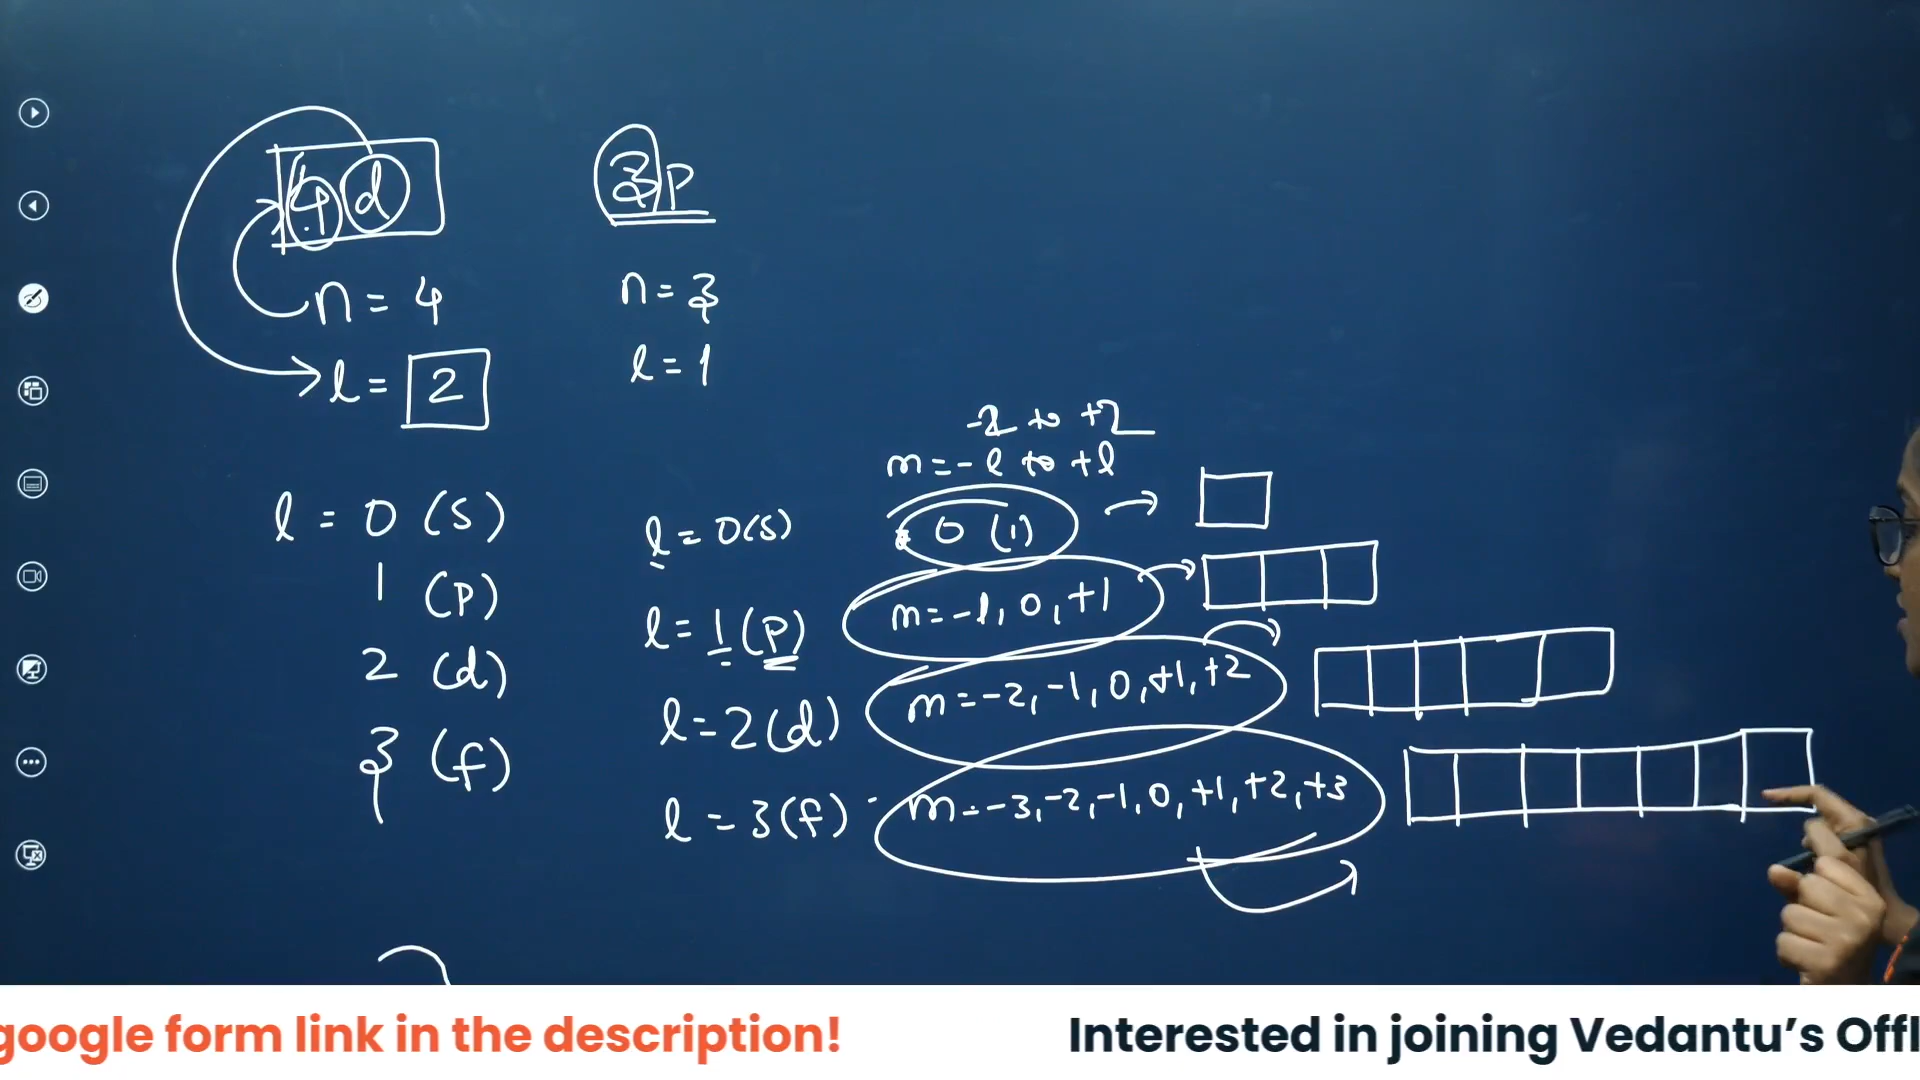 4d
3p
n = 4
n = 3
l = 2
l = 1
-2 to +2
m = - l to + l
l = 0 (s)
l = 0(s)
0 (1)
1 (p)
l = 1 (p)
m = -1, 0, +1
2 (d)
l = 2 (d)
m = -2, -1, 0, +1, +2
3 (f)
l = 3 (f)
m = -3, -2, -1, 0, +1, +2, +3
google form link in the description!
Interested in joining Vedantu's Offl